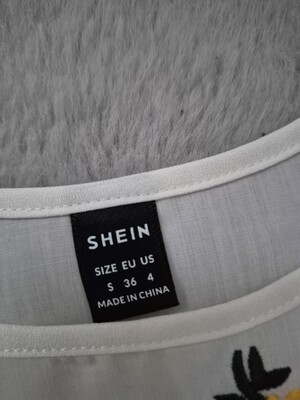 SHEIN
SIZE EU US
S 36 4
MADE IN CHINA